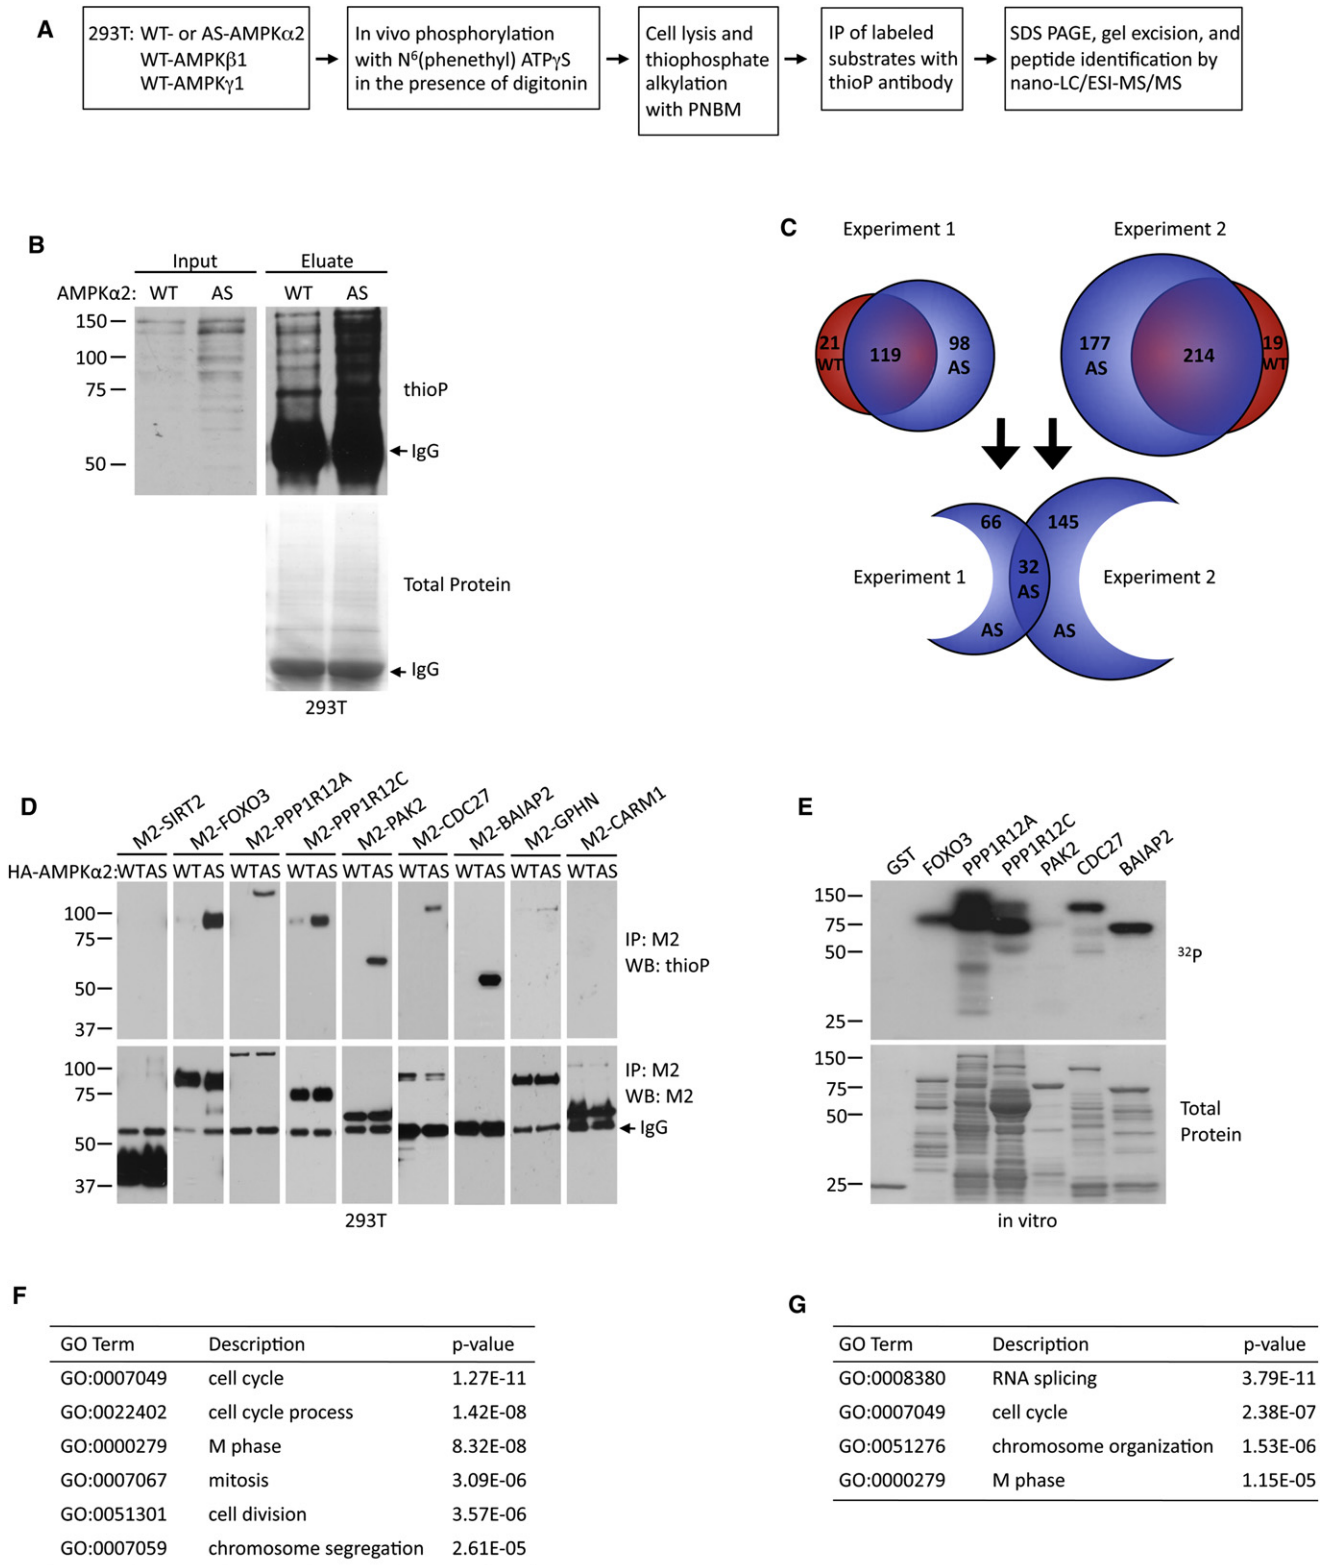 A
293T: WT- or AS-AMPKα2
WT-AMPKβ1
WT-AMPKγ1
In vivo phosphorylation
with N⁶(phenethyl) ATPγS
in the presence of digitonin
Cell lysis and
thiophosphate
alkylation
with PNBM
IP of labeled
substrates with
thioP antibody
SDS PAGE, gel excision, and
peptide identification by
nano-LC/ESI-MS/MS
B
Input
Eluate
AMPKα2: WT AS WT AS
150
100
75
50
thioP
IgG
Total Protein
IgG
293T
C
Experiment 1
Experiment 2
21
WT
119
98
AS
177
AS
214
19
WT
66
145
32
AS
Experiment 1
Experiment 2
AS
AS
D
M2-SIRT2
M2-FOXO3
M2-PPP1R12A
M2-PPP1R12C
M2-PAK2
M2-CDC27
M2-BAIAP2
M2-GPHN
M2-CARM1
HA-AMPKα2: WTAS WTAS WTAS WTAS WTAS WTAS WTAS WTAS WTAS
100
75
50
37
IP: M2
WB: thioP
100
75
50
37
IP: M2
WB: M2
IgG
293T
E
GST
FOXO3
PPP1R12A
PPP1R12C
PAK2
CDC27
BAIAP2
150
75
50
25
³²P
150
75
50
25
Total
Protein
in vitro
F
GO Term Description p-value
GO:0007049 cell cycle 1.27E-11
GO:0022402 cell cycle process 1.42E-08
GO:0000279 M phase 8.32E-08
GO:0007067 mitosis 3.09E-06
GO:0051301 cell division 3.57E-06
GO:0007059 chromosome segregation 2.61E-05
G
GO Term Description p-value
GO:0008380 RNA splicing 3.79E-11
GO:0007049 cell cycle 2.38E-07
GO:0051276 chromosome organization 1.53E-06
GO:0000279 M phase 1.15E-05